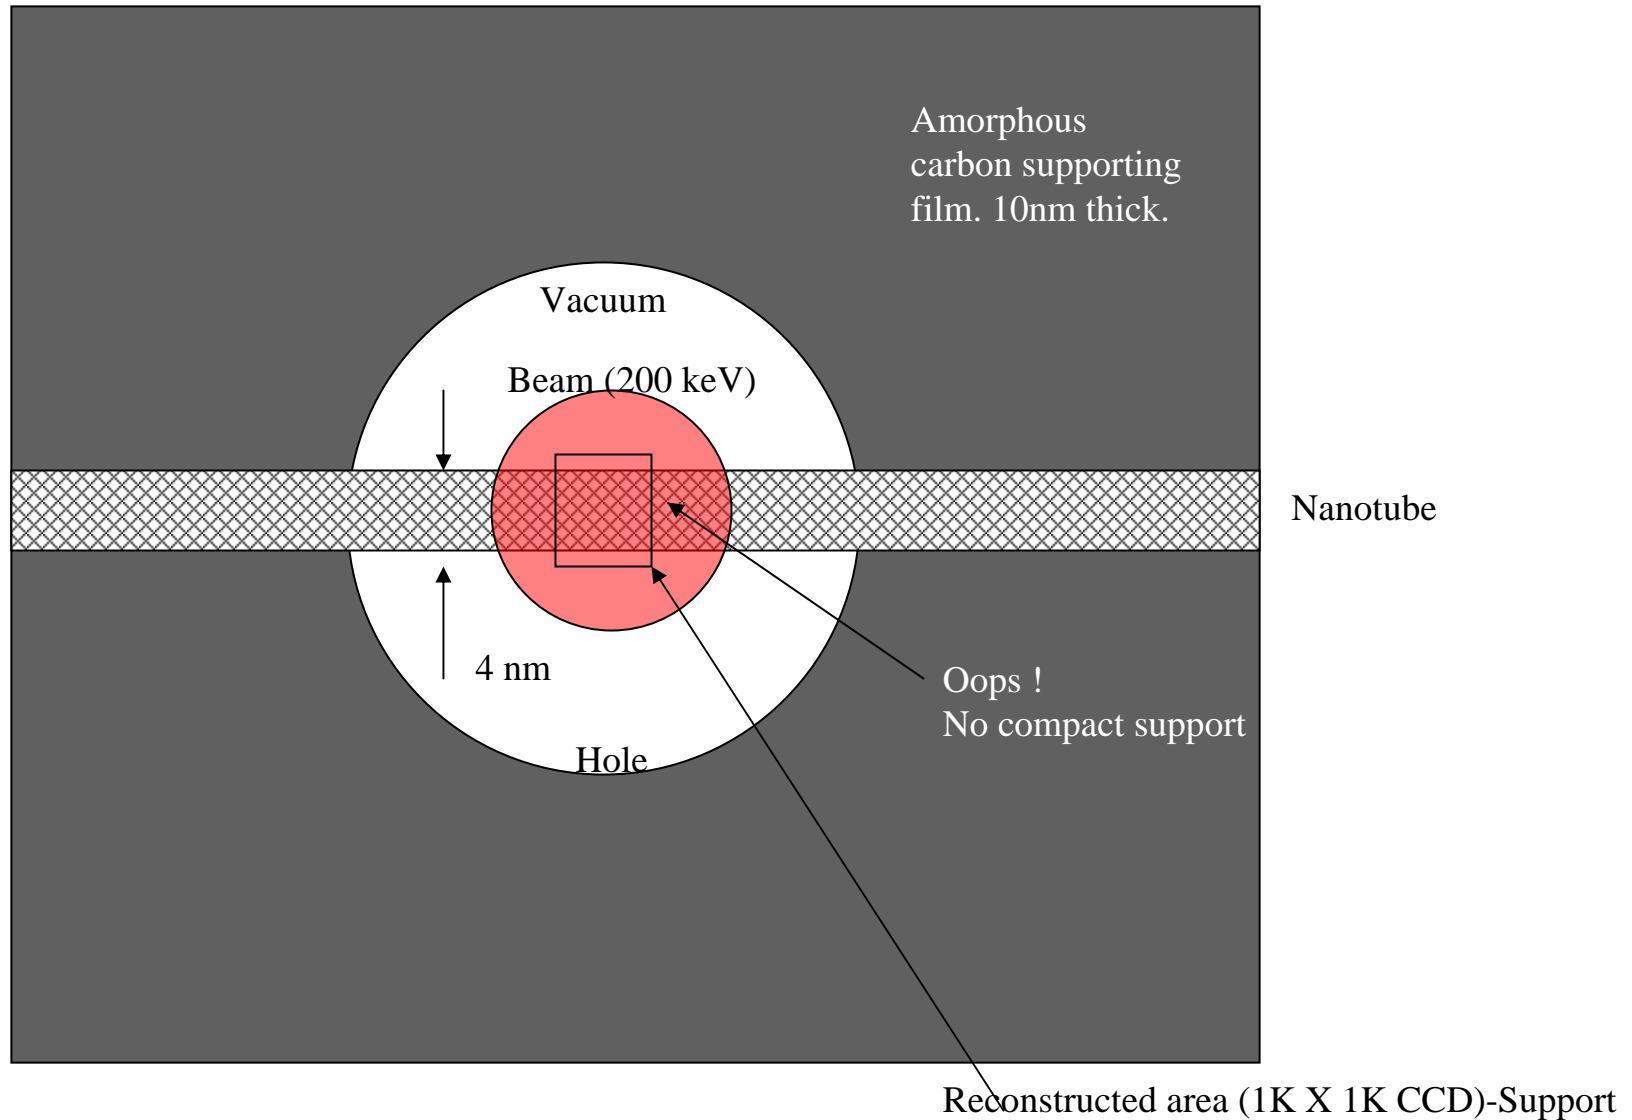 Amorphous
carbon supporting
film. 10nm thick.
Vacuum
Beam (200 keV)
Nanotube
4 nm
Oops !
No compact support
Hole
Reconstructed area (1K X 1K CCD)-Support